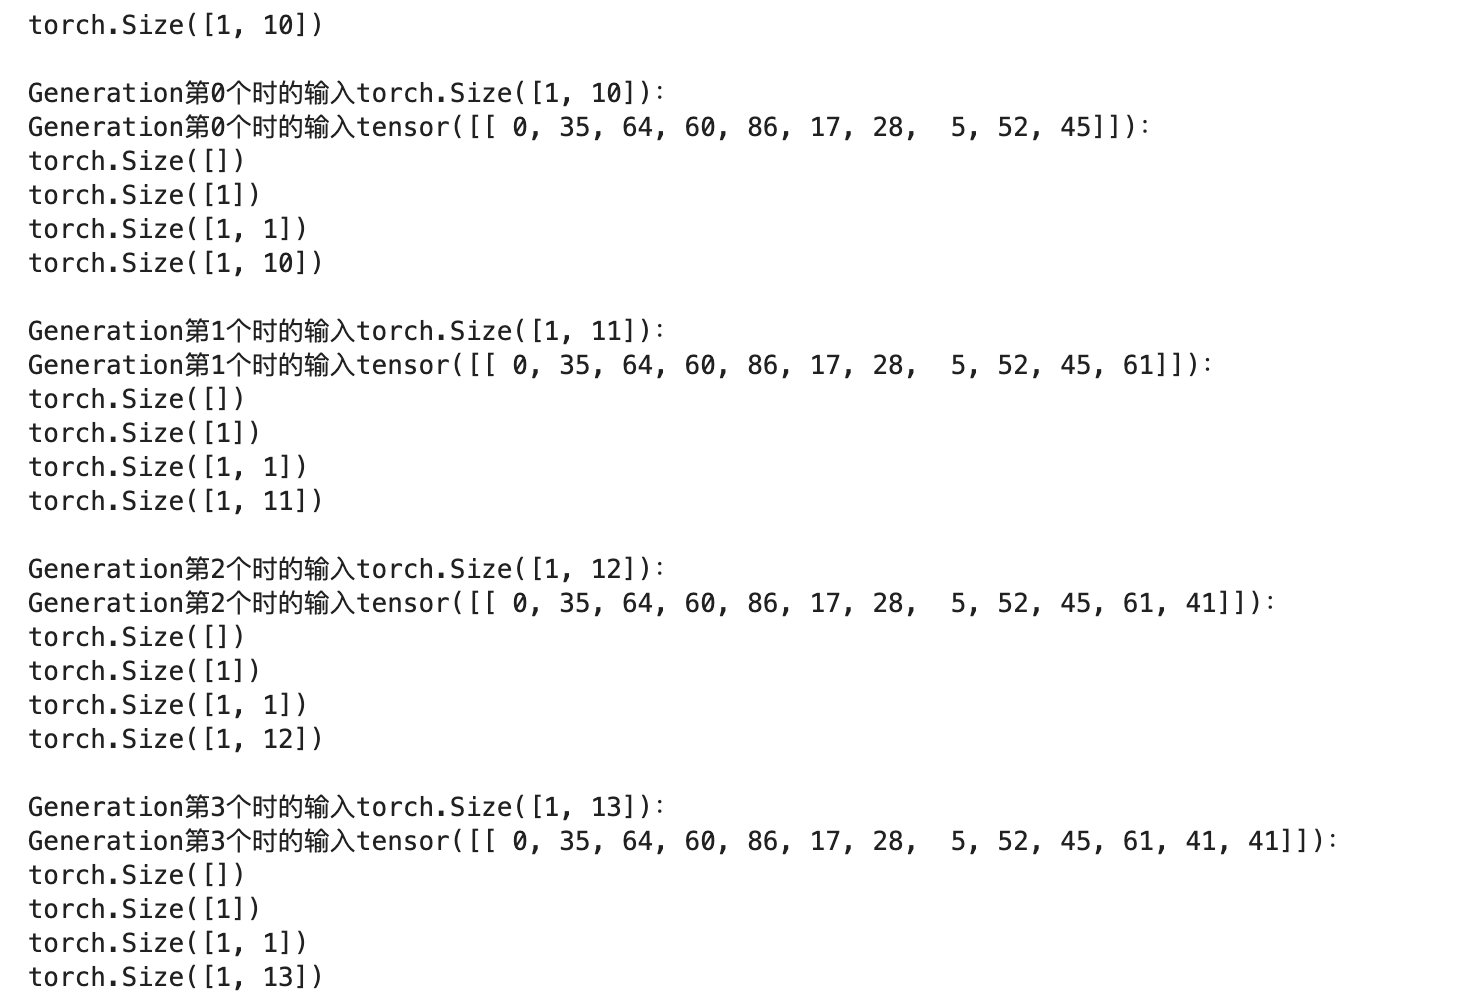 torch.Size([1, 10])
Generation第0个时的输入torch.Size([1, 10]):
Generation第0个时的输入tensor([[ 0, 35, 64, 60, 86, 17, 28,  5, 52, 45]]):
torch.Size([])
torch.Size([1])
torch.Size([1, 1])
torch.Size([1, 10])
Generation第1个时的输入torch.Size([1, 11]):
Generation第1个时的输入tensor([[ 0, 35, 64, 60, 86, 17, 28,  5, 52, 45, 61]]):
torch.Size([])
torch.Size([1])
torch.Size([1, 1])
torch.Size([1, 11])
Generation第2个时的输入torch.Size([1, 12]):
Generation第2个时的输入tensor([[ 0, 35, 64, 60, 86, 17, 28,  5, 52, 45, 61, 41]]):
torch.Size([])
torch.Size([1])
torch.Size([1, 1])
torch.Size([1, 12])
Generation第3个时的输入torch.Size([1, 13]):
Generation第3个时的输入tensor([[ 0, 35, 64, 60, 86, 17, 28,  5, 52, 45, 61, 41, 41]]):
torch.Size([])
torch.Size([1])
torch.Size([1, 1])
torch.Size([1, 13])